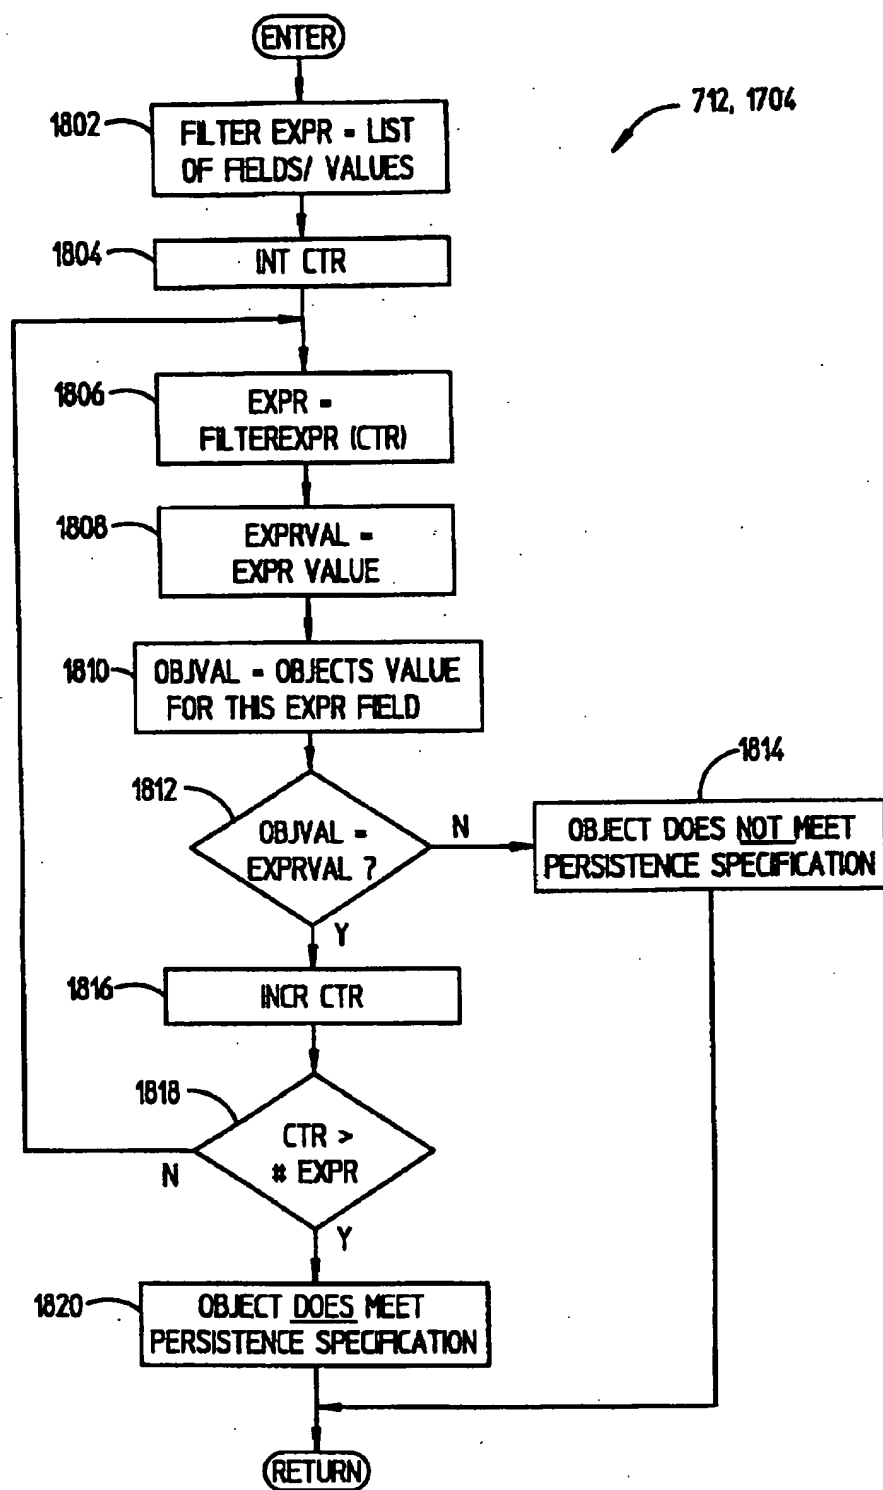 ENTER
712, 1704
1802
FILTER EXPR = LIST
OF FIELDS/ VALUES
1804
INT CTR
1806
EXPR =
FILTEREXPR (CTR)
1808
EXPRVAL =
EXPR VALUE
1810
OBJVAL = OBJECTS VALUE
FOR THIS EXPR FIELD
1812
OBJVAL =
EXPRVAL ?
N
1814
OBJECT DOES NOT MEET
PERSISTENCE SPECIFICATION
Y
1816
INCR CTR
1818
CTR >
# EXPR
N
Y
1820
OBJECT DOES MEET
PERSISTENCE SPECIFICATION
RETURN